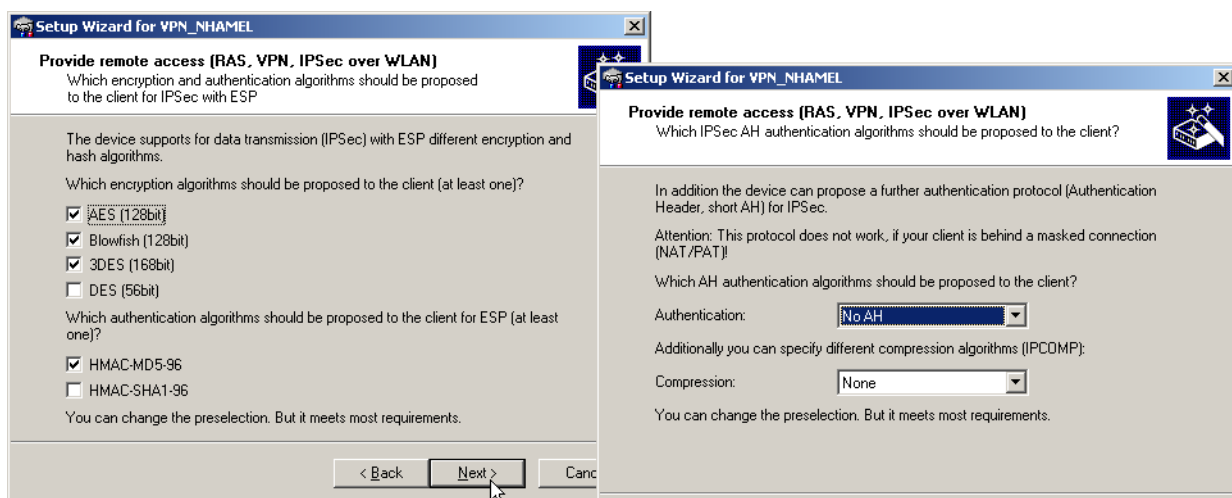 Setup Wizard for VPN_NHAMEL
Provide remote access (RAS, VPN, IPSec over WLAN)
Which encryption and authentication algorithms should be proposed
to the client for IPSec with ESP
The device supports for data transmission (IPSec) with ESP different encryption and
hash algorithms.
Which encryption algorithms should be proposed to the client (at least one)?
AES (128bit)
Blowfish (128bit)
3DES (168bit)
DES (56bit)
Which authentication algorithms should be proposed to the client for ESP (at least
one)?
HMAC-MD5-96
HMAC-SHA1-96
You can change the preselection. But it meets most requirements.
< Back
Next >
Canc
Setup Wizard for VPN_NHAMEL
Provide remote access (RAS, VPN, IPSec over WLAN)
Which IPSec AH authentication algorithms should be proposed to the client?
In addition the device can propose a further authentication protocol (Authentication
Header, short AH) for IPSec.
Attention: This protocol does not work, if your client is behind a masked connection
(NAT/PAT)!
Which AH authentication algorithms should be proposed to the client?
Authentication: No AH
Additionally you can specify different compression algorithms (IPCOMP):
Compression: None
You can change the preselection. But it meets most requirements.